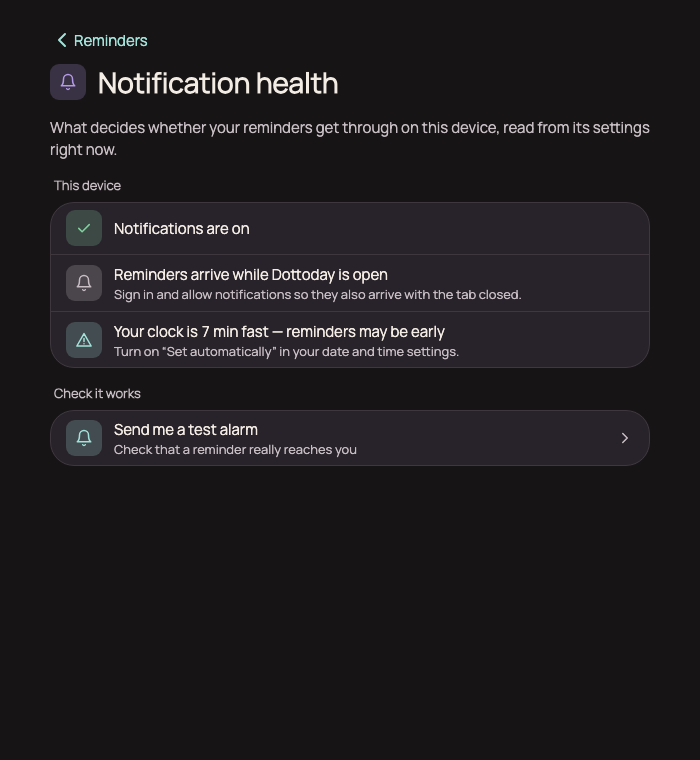 Reminders
Notification health
What decides whether your reminders get through on this device, read from its settings
right now.
This device
Notifications are on
Reminders arrive while Dottoday is open
Sign in and allow notifications so they also arrive with the tab closed.
Your clock is 7 min fast — reminders may be early
Turn on “Set automatically” in your date and time settings.
Check it works
Send me a test alarm
Check that a reminder really reaches you